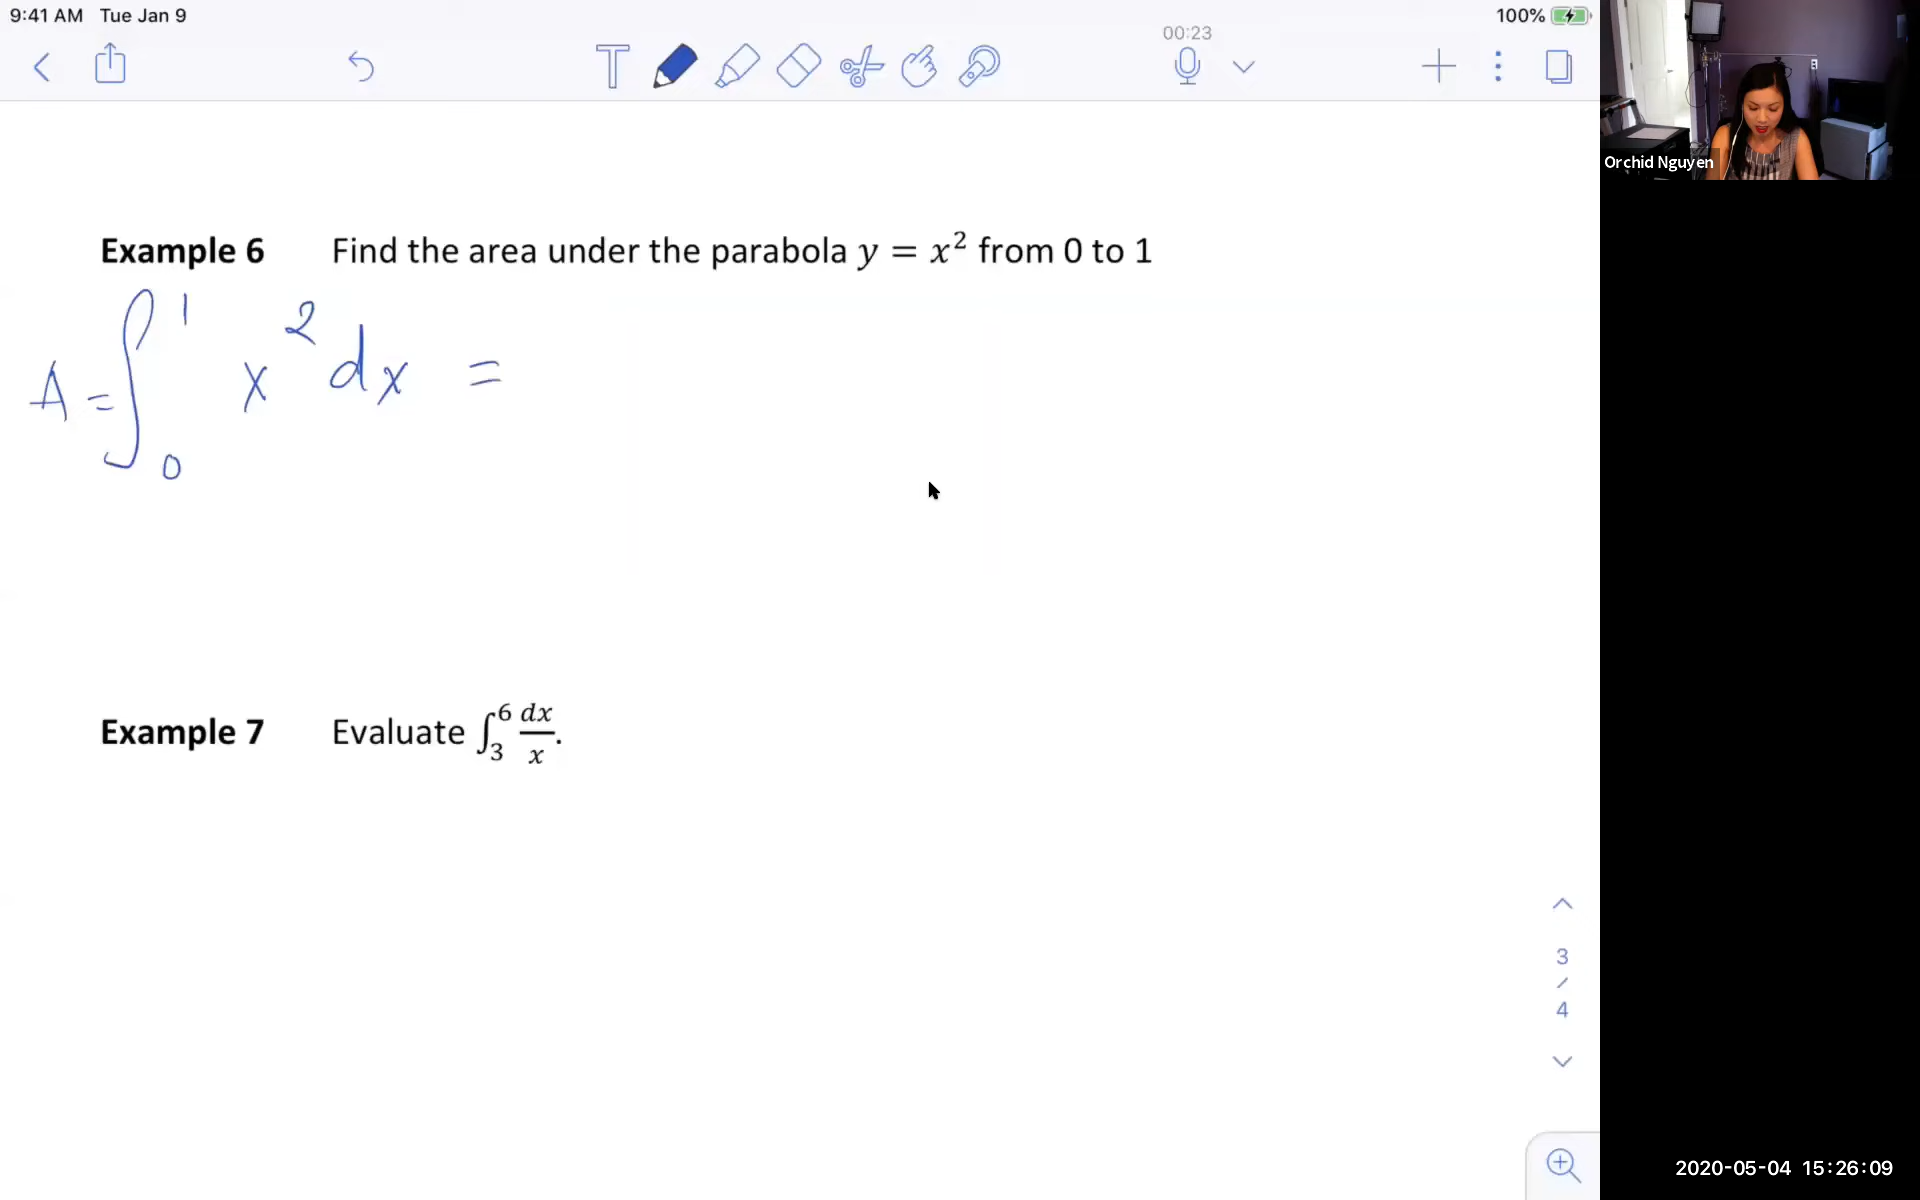 9:41 AM Tue Jan 9
100%
00:23
T
Orchid Nguyen
Example 6 Find the area under the parabola y = x² from 0 to 1
A = ∫₀¹ x² dx =
Example 7 Evaluate ∫₃⁶ dx/x.
3
/
4
2020-05-04 15:26:09